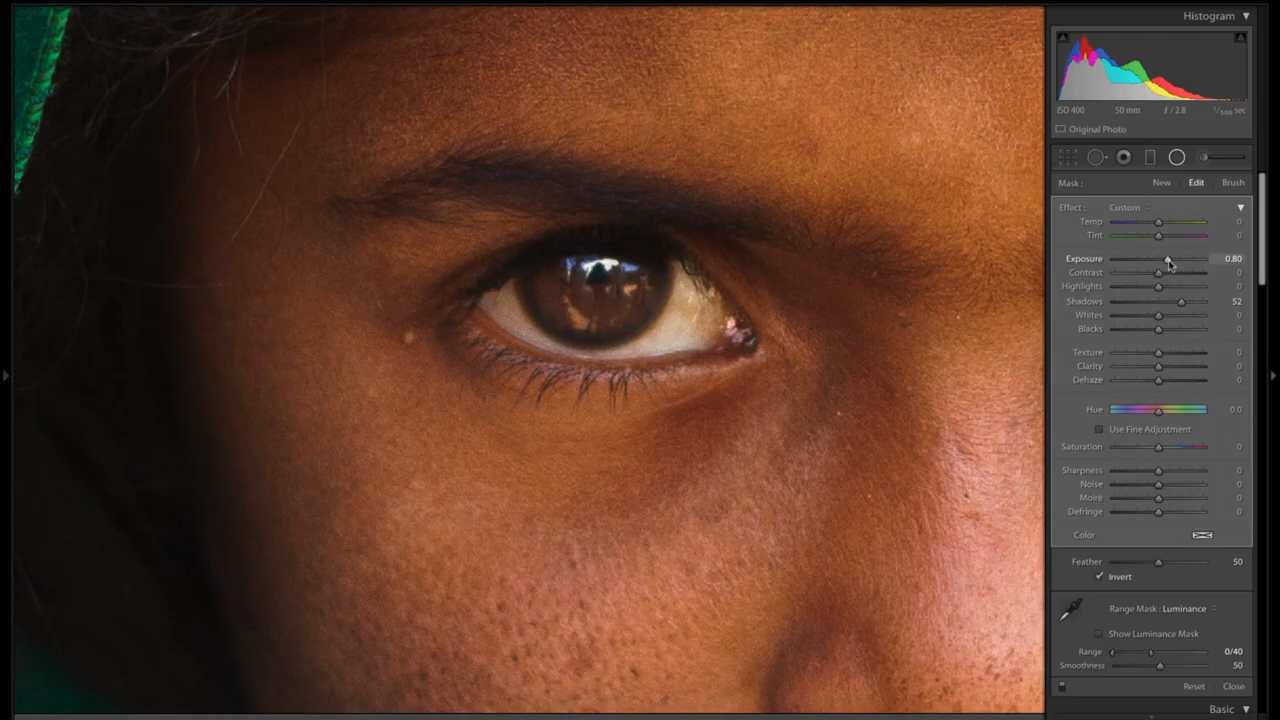 Histogram
ISO 400 50 mm ƒ / 2.8 1/500 sec
Original Photo
Mask : New Edit Brush
Effect : Custom
Temp 0
Tint 0
Exposure 0.80
Contrast 0
Highlights 0
Shadows 52
Whites 0
Blacks 0
Texture 0
Clarity 0
Dehaze 0
Hue 0.0
Use Fine Adjustment
Saturation 0
Sharpness 0
Noise 0
Moiré 0
Defringe 0
Color
Feather 50
Invert
Range Mask : Luminance
Show Luminance Mask
Range 0/40
Smoothness 50
Reset Close
Basic